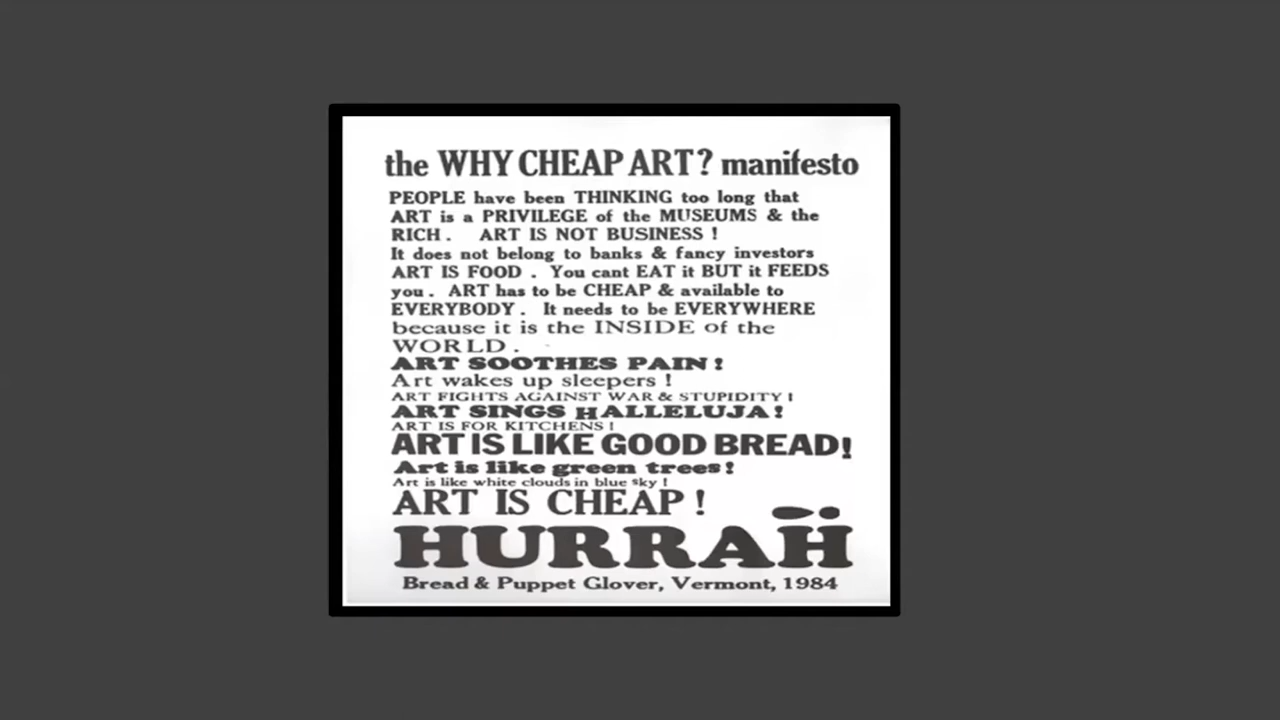 the WHY CHEAP ART? manifesto
PEOPLE have been THINKING too long that
ART is a PRIVILEGE of the MUSEUMS & the
RICH. ART IS NOT BUSINESS !
It does not belong to banks & fancy investors
ART IS FOOD . You cant EAT it BUT it FEEDS
you. ART has to be CHEAP & available to
EVERYBODY. It needs to be EVERYWHERE
because it is the INSIDE of the
WORLD.
ART SOOTHES PAIN !
Art wakes up sleepers !
ART FIGHTS AGAINST WAR & STUPIDITY !
ART SINGS HALLELUJA!
ART IS FOR KITCHENS !
ART IS LIKE GOOD BREAD!
Art is like green trees!
Art is like white clouds in blue sky !
ART IS CHEAP !
HURRAH
Bread & Puppet Glover, Vermont, 1984